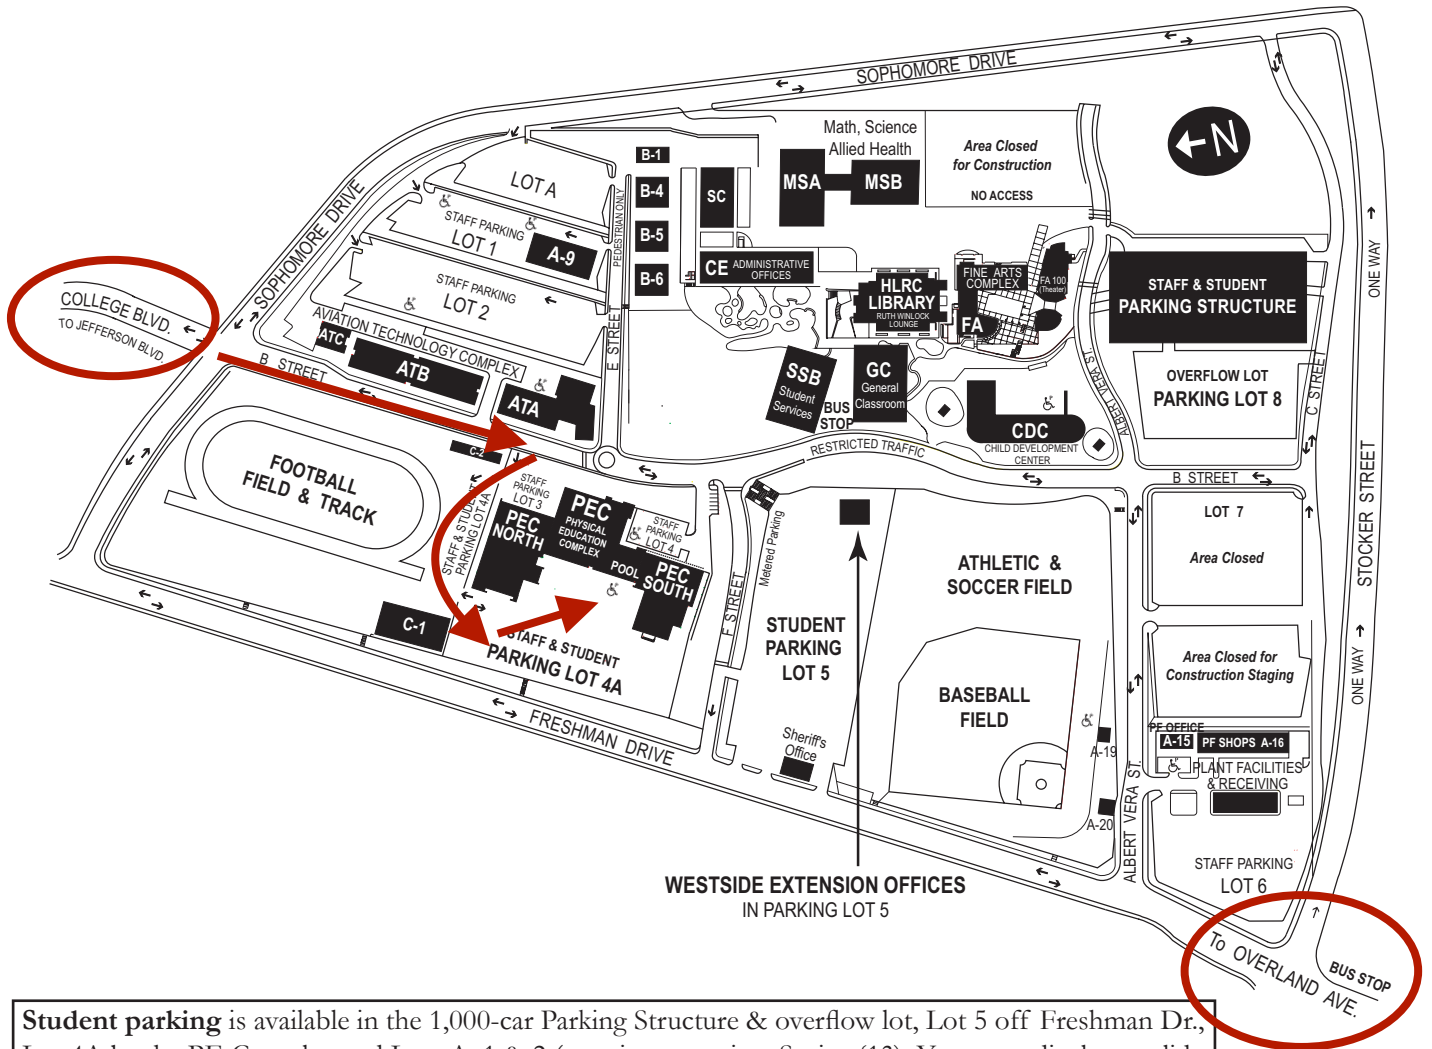 SOPHOMORE DRIVE
Math, Science
Allied Health
Area Closed
for Construction
NO ACCESS
N
B-1
B-4
B-5
B-6
SC
MSA
MSB
LOT A
STAFF PARKING
LOT 1
A-9
PEDESTRIAN ONLY
SOPHOMORE DRIVE
STAFF PARKING
LOT 2
CE ADMINISTRATIVE
OFFICES
HLRC
LIBRARY
RUTH WINLOCK
LOUNGE
FINE ARTS
COMPLEX
FA 100
(Theater)
FA
STAFF & STUDENT
PARKING STRUCTURE
ONE WAY
COLLEGE BLVD.
TO JEFFERSON BLVD.
AVIATION TECHNOLOGY COMPLEX
ATC
ATB
ATA
B STREET
E STREET
SSB
Student
Services
GC
General
Classroom
BUS
STOP
RESTRICTED TRAFFIC
CDC
CHILD DEVELOPMENT
CENTER
ALBERT VIERA ST.
OVERFLOW LOT
PARKING LOT 8
C STREET
B STREET
STOCKER STREET
FOOTBALL
FIELD & TRACK
C-2
STAFF & STUDENT
PARKING LOT 4A
STAFF
PARKING
LOT 3
PEC
NORTH
PEC
PHYSICAL
EDUCATION
COMPLEX
STAFF
PARKING
LOT 4
POOL
PEC
SOUTH
Metered Parking
F STREET
ATHLETIC &
SOCCER FIELD
LOT 7
Area Closed
C-1
STAFF & STUDENT
PARKING LOT 4A
STUDENT
PARKING
LOT 5
BASEBALL
FIELD
Area Closed for
Construction Staging
ONE WAY
FRESHMAN DRIVE
Sheriff's
Office
A-19
A-20
ALBERT VERA ST.
PF OFFICE
A-15
PF SHOPS A-16
PLANT FACILITIES
& RECEIVING
STAFF PARKING
LOT 6
WESTSIDE EXTENSION OFFICES
IN PARKING LOT 5
To OVERLAND AVE.
BUS STOP
Student parking is available in the 1,000-car Parking Structure & overflow lot, Lot 5 off Freshman Dr.,